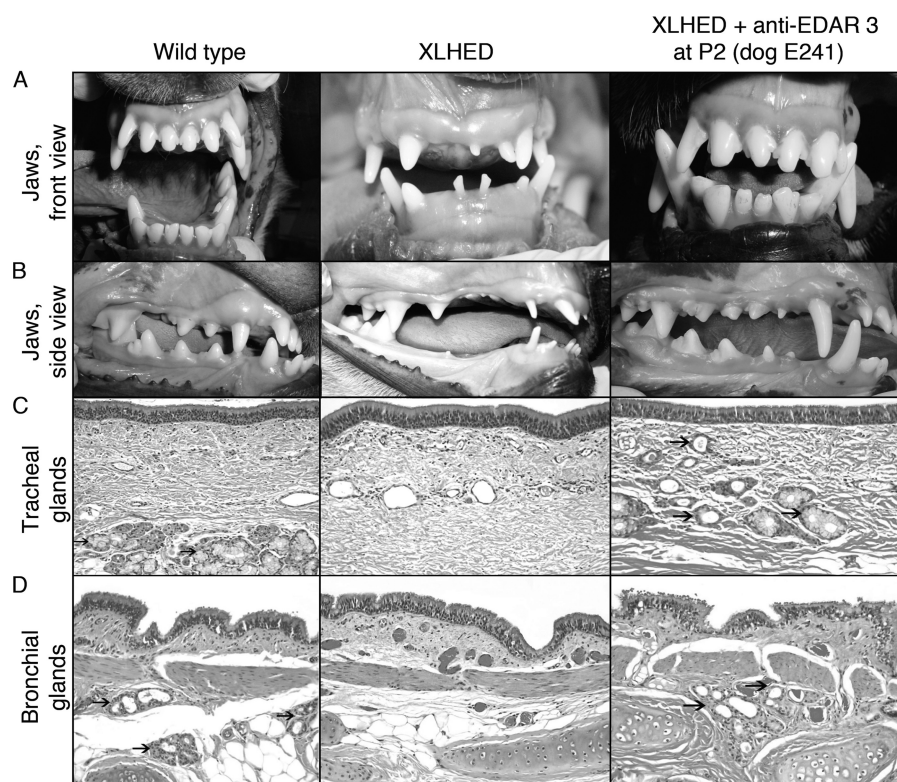 Wild type
XLHED
XLHED + anti-EDAR 3
at P2 (dog E241)
A
Jaws,
front view
B
Jaws,
side view
C
Tracheal
glands
D
Bronchial
glands